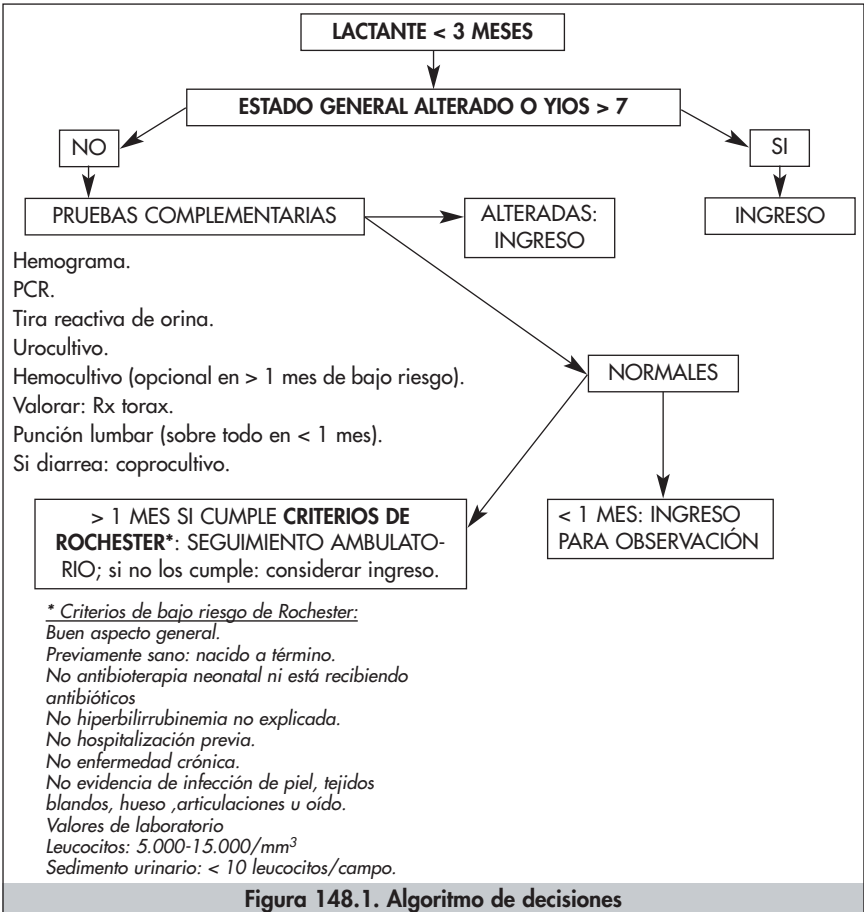 LACTANTE < 3 MESES
ESTADO GENERAL ALTERADO O YIOS > 7
NO
SI
PRUEBAS COMPLEMENTARIAS
ALTERADAS:
INGRESO
INGRESO
Hemograma.
PCR.
Tira reactiva de orina.
Urocultivo.
Hemocultivo (opcional en > 1 mes de bajo riesgo).
Valorar: Rx torax.
Punción lumbar (sobre todo en < 1 mes).
Si diarrea: coprocultivo.
NORMALES
> 1 MES SI CUMPLE CRITERIOS DE
ROCHESTER*: SEGUIMIENTO AMBULATO-
RIO; si no los cumple: considerar ingreso.
< 1 MES: INGRESO
PARA OBSERVACIÓN
* Criterios de bajo riesgo de Rochester:
Buen aspecto general.
Previamente sano: nacido a término.
No antibioterapia neonatal ni está recibiendo
antibióticos
No hiperbilirrubinemia no explicada.
No hospitalización previa.
No enfermedad crónica.
No evidencia de infección de piel, tejidos
blandos, hueso ,articulaciones u oído.
Valores de laboratorio
Leucocitos: 5.000-15.000/mm³
Sedimento urinario: < 10 leucocitos/campo.
Figura 148.1. Algoritmo de decisiones